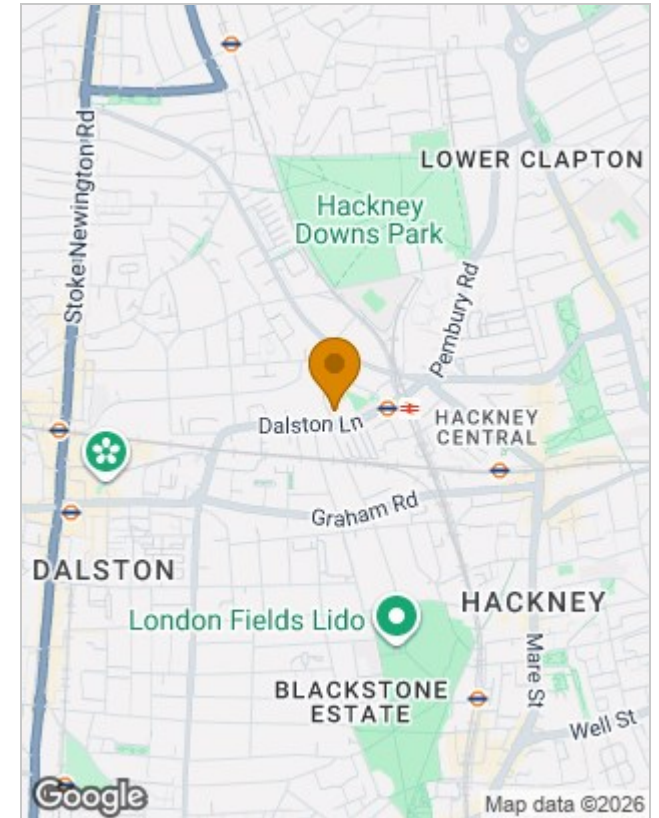 LOWER CLAPTON
Hackney
Downs Park
Stoke Newington Rd
Pembury Rd
Dalston Ln
HACKNEY
CENTRAL
Graham Rd
DALSTON
London Fields Lido
HACKNEY
BLACKSTONE
ESTATE
Mare St
Well St
Google
Map data ©2026